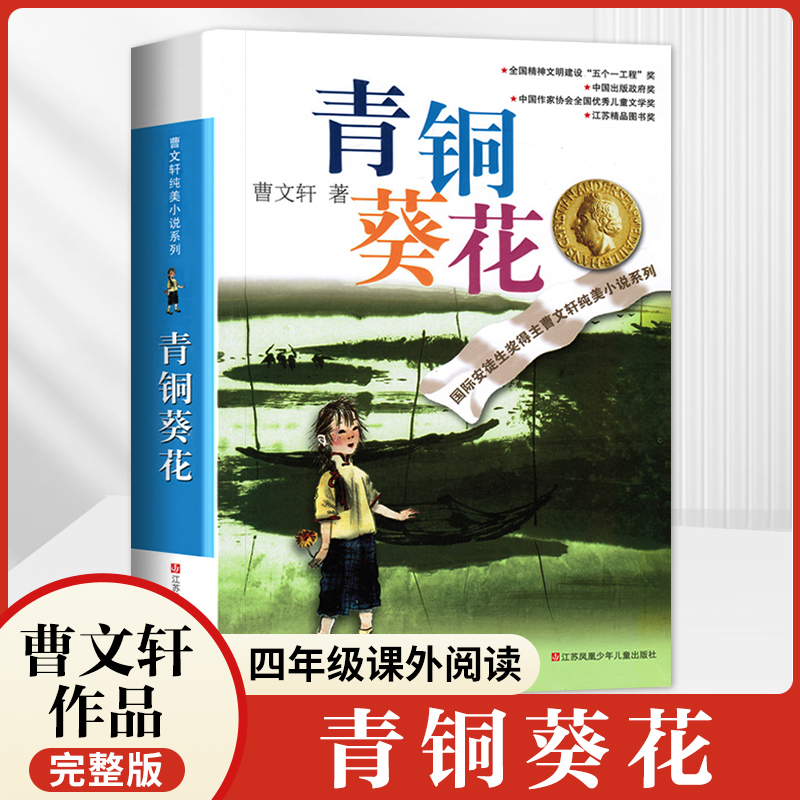 ★全国精神文明建设“五个一工程”奖
★中国出版政府奖
★中国作家协会全国优秀儿童文学奖
★江苏精品图书奖
青铜
葵花
曹文轩 著
国际安徒生奖得主曹文轩纯美小说系列
曹文轩纯美小说系列
青铜葵花
江苏
江苏凤凰少年儿童出版社
曹文轩
作品
完整版
四年级课外阅读
青铜葵花